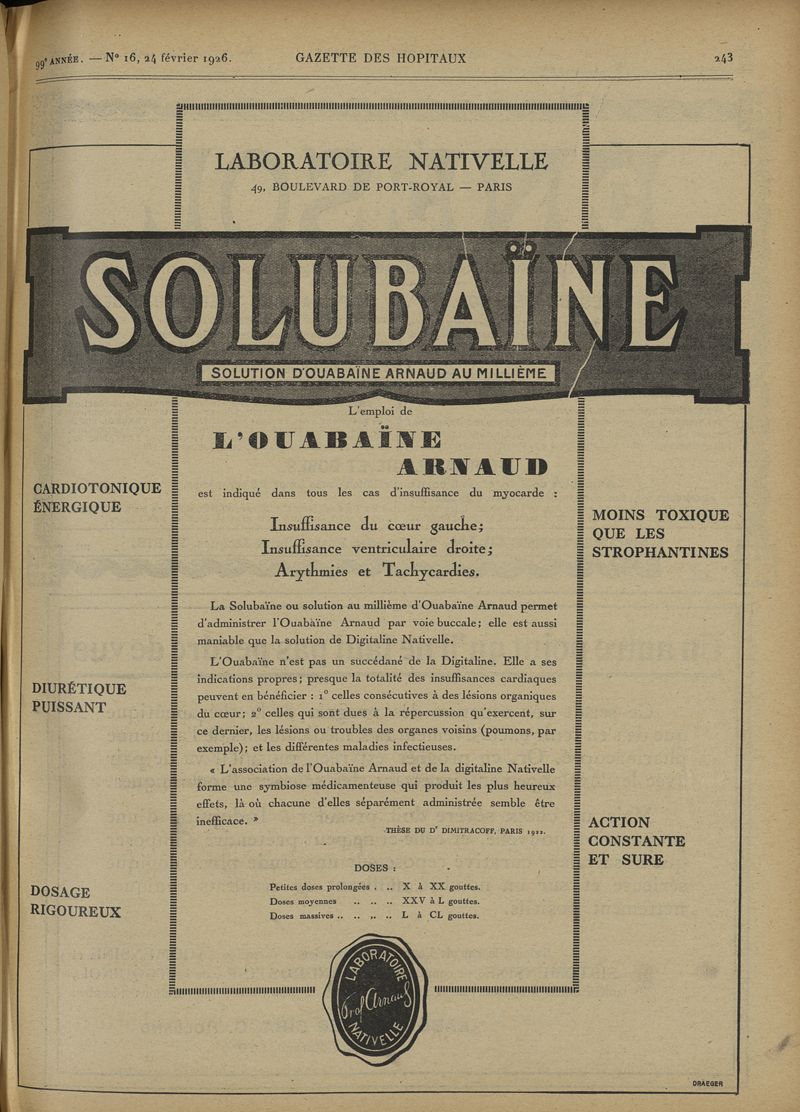 99e ANNÉE. — N° 16, 24 février 1926.
GAZETTE DES HOPITAUX
243
LABORATOIRE NATIVELLE
49, BOULEVARD DE PORT-ROYAL — PARIS
SOLUBAÏNE
SOLUTION D'OUABAÏNE ARNAUD AU MILLIÈME
L'emploi de
L'OUABAÏNE
ARNAUD
est indiqué dans tous les cas d'insuffisance du myocarde :
Insuffisance du cœur gauche;
Insuffisance ventriculaire droite;
Arythmies et Tachycardies.
La Solubaïne ou solution au millième d'Ouabaïne Arnaud permet
d'administrer l'Ouabaïne Arnaud par voie buccale; elle est aussi
maniable que la solution de Digitaline Nativelle.
L'Ouabaïne n'est pas un succédané de la Digitaline. Elle a ses
indications propres; presque la totalité des insuffisances cardiaques
peuvent en bénéficier : 1° celles consécutives à des lésions organiques
du cœur; 2° celles qui sont dues à la répercussion qu'exercent, sur
ce dernier, les lésions ou troubles des organes voisins (poumons, par
exemple); et les différentes maladies infectieuses.
« L'association de l'Ouabaïne Arnaud et de la digitaline Nativelle
forme une symbiose médicamenteuse qui produit les plus heureux
effets, là où chacune d'elles séparément administrée semble être
inefficace. »
THÈSE DU Dr DIMITRACOFF, PARIS 1922.
DOSES :
Petites doses prolongées . .. X à XX gouttes.
Doses moyennes .. .. .. XXV à L gouttes.
Doses massives .. .. .. .. L à CL gouttes.
CARDIOTONIQUE
ÉNERGIQUE
DIURÉTIQUE
PUISSANT
DOSAGE
RIGOUREUX
MOINS TOXIQUE
QUE LES
STROPHANTINES
ACTION
CONSTANTE
ET SURE
LABORATOIRE
Prof Arnaud
NATIVELLE
DRAEGER